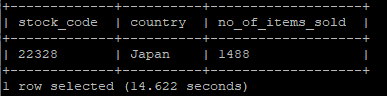 +-------------+----------+--------------------+
| stock_code | country | no_of_items_sold |
+-------------+----------+--------------------+
| 22328 | Japan | 1488 |
+-------------+----------+--------------------+
1 row selected (14.622 seconds)